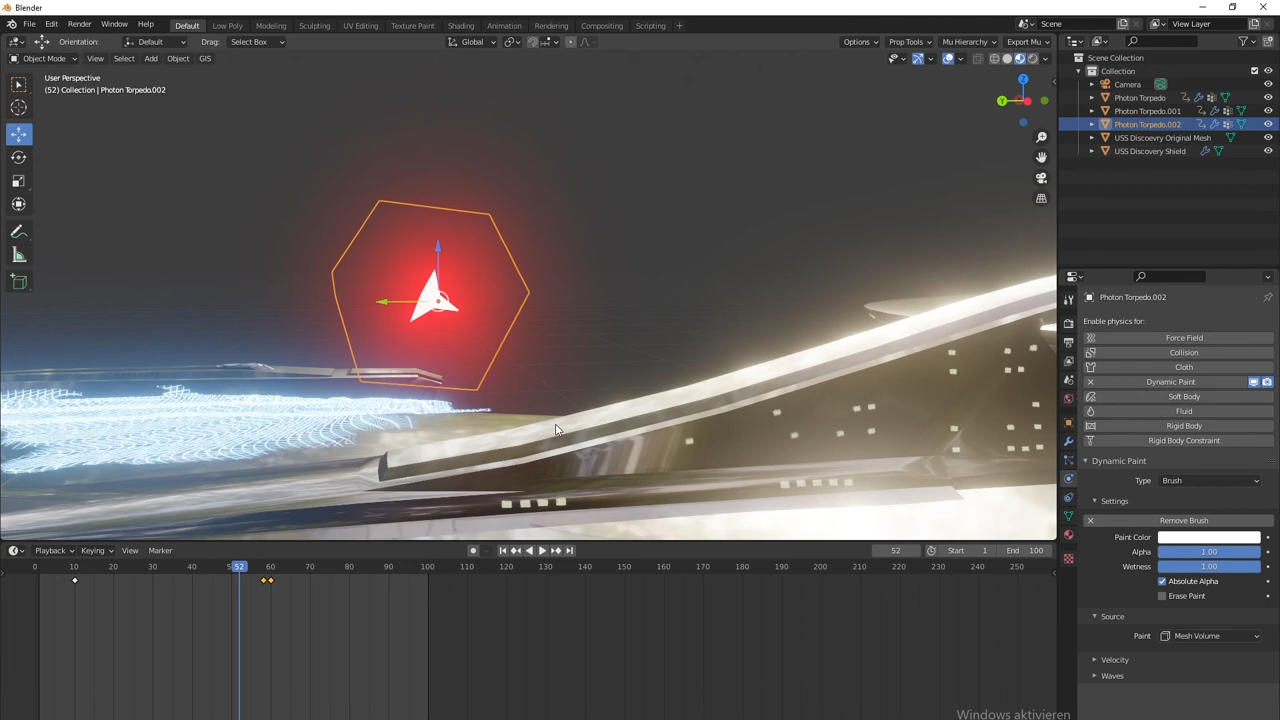 Blender
File Edit Render Window Help
Default Low Poly Modeling Sculpting UV Editing Texture Paint Shading Animation Rendering Compositing Scripting +
Scene
View Layer
Orientation: Default Drag: Select Box
Global
Options Prop Tools Mu Hierarchy Export Mu
Object Mode View Select Add Object GIS
User Perspective
(52) Collection | Photon Torpedo.002
Z
Y
Scene Collection
Collection
Camera
Photon Torpedo
Photon Torpedo.001
Photon Torpedo.002
USS Discoevry Original Mesh
USS Discovery Shield
Photon Torpedo.002
Enable physics for:
Force Field
Collision
Cloth
Dynamic Paint
Soft Body
Fluid
Rigid Body
Rigid Body Constraint
Dynamic Paint
Type Brush
Settings
Remove Brush
Paint Color
Alpha 1.00
Wetness 1.00
Absolute Alpha
Erase Paint
Source
Paint Mesh Volume
Velocity
Waves
Playback Keying View Marker
52 Start 1 End 100
0 10 20 30 40 5 52 60 70 80 90 100 110 120 130 140 150 160 170 180 190 200 210 220 230 240 250
Windows aktivieren